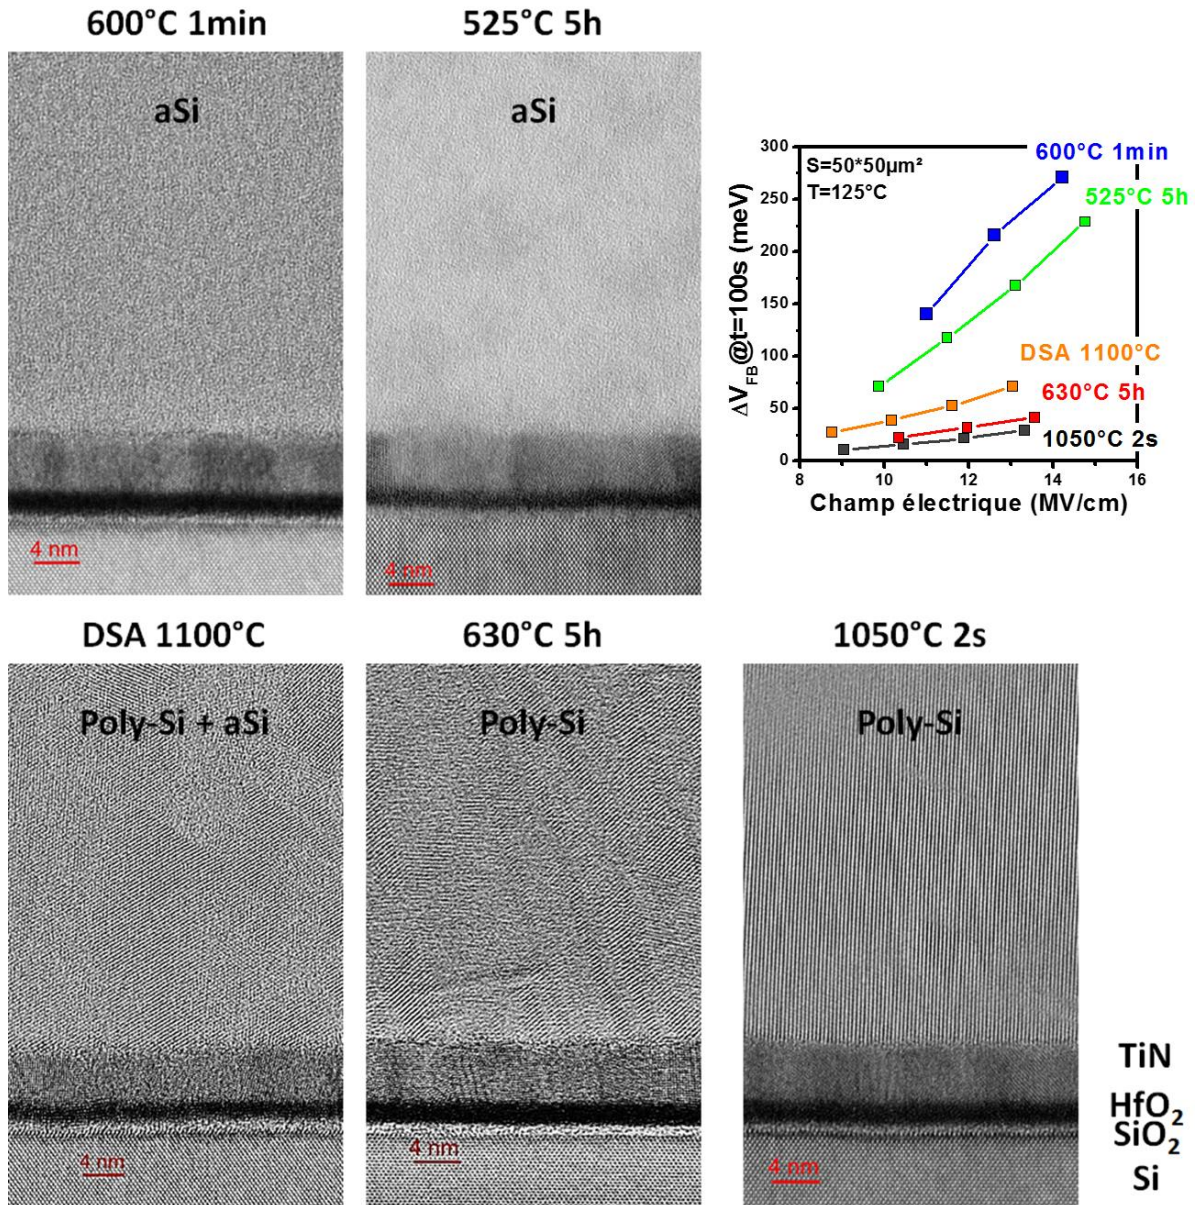 600°C 1min
525°C 5h
aSi
aSi
4 nm
4 nm
300
250
200
150
100
50
0
ΔV_FB@t=100s (meV)
S=50*50µm²
T=125°C
600°C 1min
525°C 5h
DSA 1100°C
630°C 5h
1050°C 2s
8 10 12 14 16
Champ électrique (MV/cm)
DSA 1100°C
630°C 5h
1050°C 2s
Poly-Si + aSi
Poly-Si
Poly-Si
4 nm
4 nm
4 nm
TiN
HfO₂
SiO₂
Si